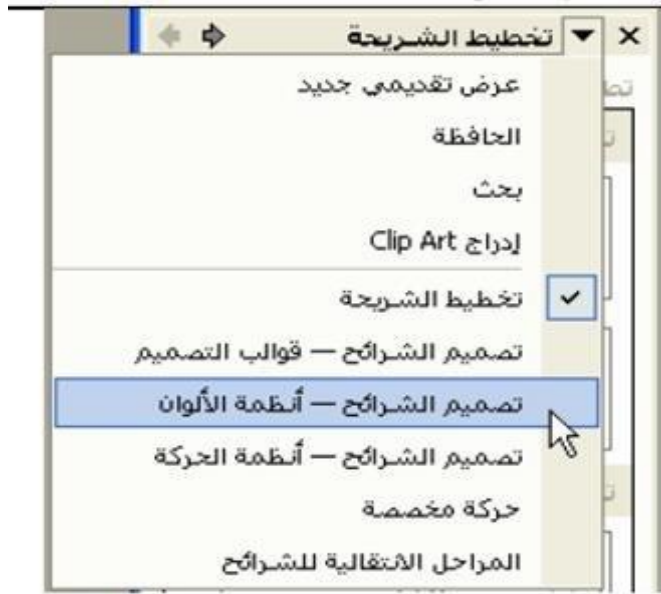 تخطيط الشريحة
عرض تقديمي جديد
الحافظة
بحث
إدراج Clip Art
تخطيط الشريحة
تصميم الشرائح — قوالب التصميم
تصميم الشرائح — أنظمة الألوان
تصميم الشرائح — أنظمة الحركة
حركة مخصصة
المراحل الانتقالية للشرائح